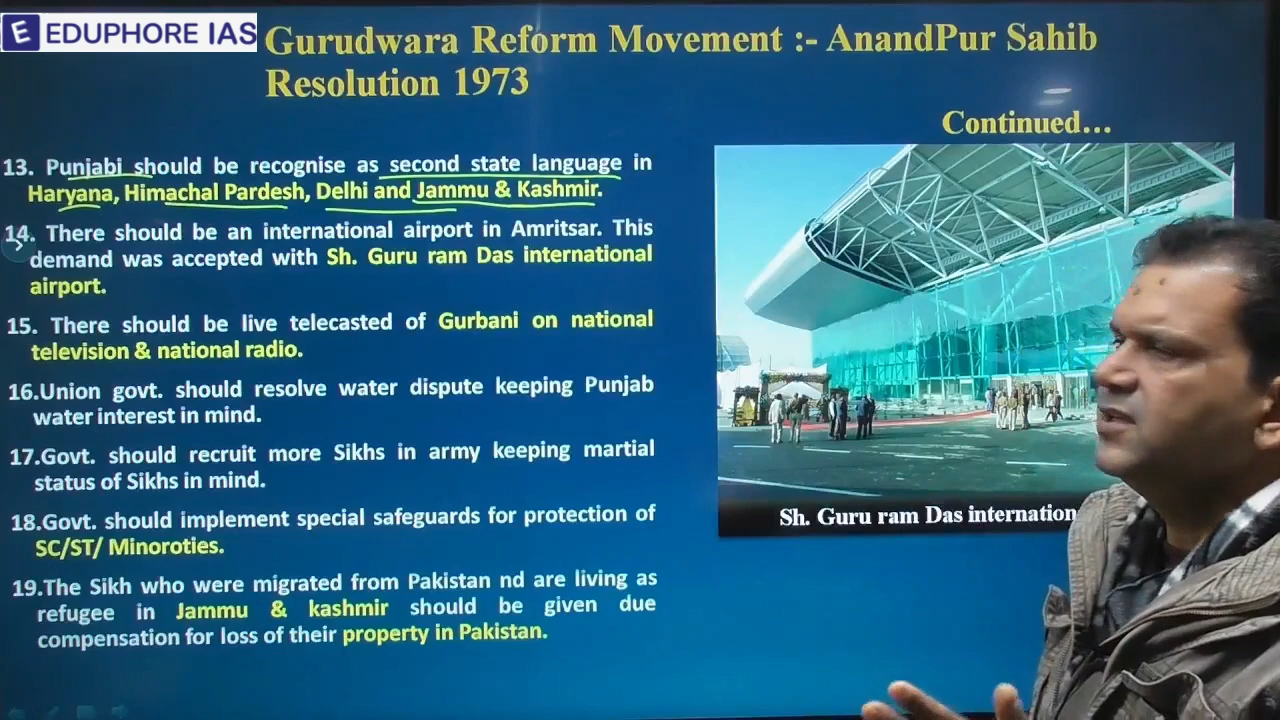 E EDUPHORE IAS
Gurudwara Reform Movement :- AnandPur Sahib
Resolution 1973
Continued…
13. Punjabi should be recognise as second state language in
Haryana, Himachal Pardesh, Delhi and Jammu & Kashmir.
14. There should be an international airport in Amritsar. This
demand was accepted with Sh. Guru ram Das international
airport.
15. There should be live telecasted of Gurbani on national
television & national radio.
16.Union govt. should resolve water dispute keeping Punjab
water interest in mind.
17.Govt. should recruit more Sikhs in army keeping martial
status of Sikhs in mind.
18.Govt. should implement special safeguards for protection of
SC/ST/ Minoroties.
19.The Sikh who were migrated from Pakistan nd are living as
refugee in Jammu & kashmir should be given due
compensation for loss of their property in Pakistan.
Sh. Guru ram Das internation